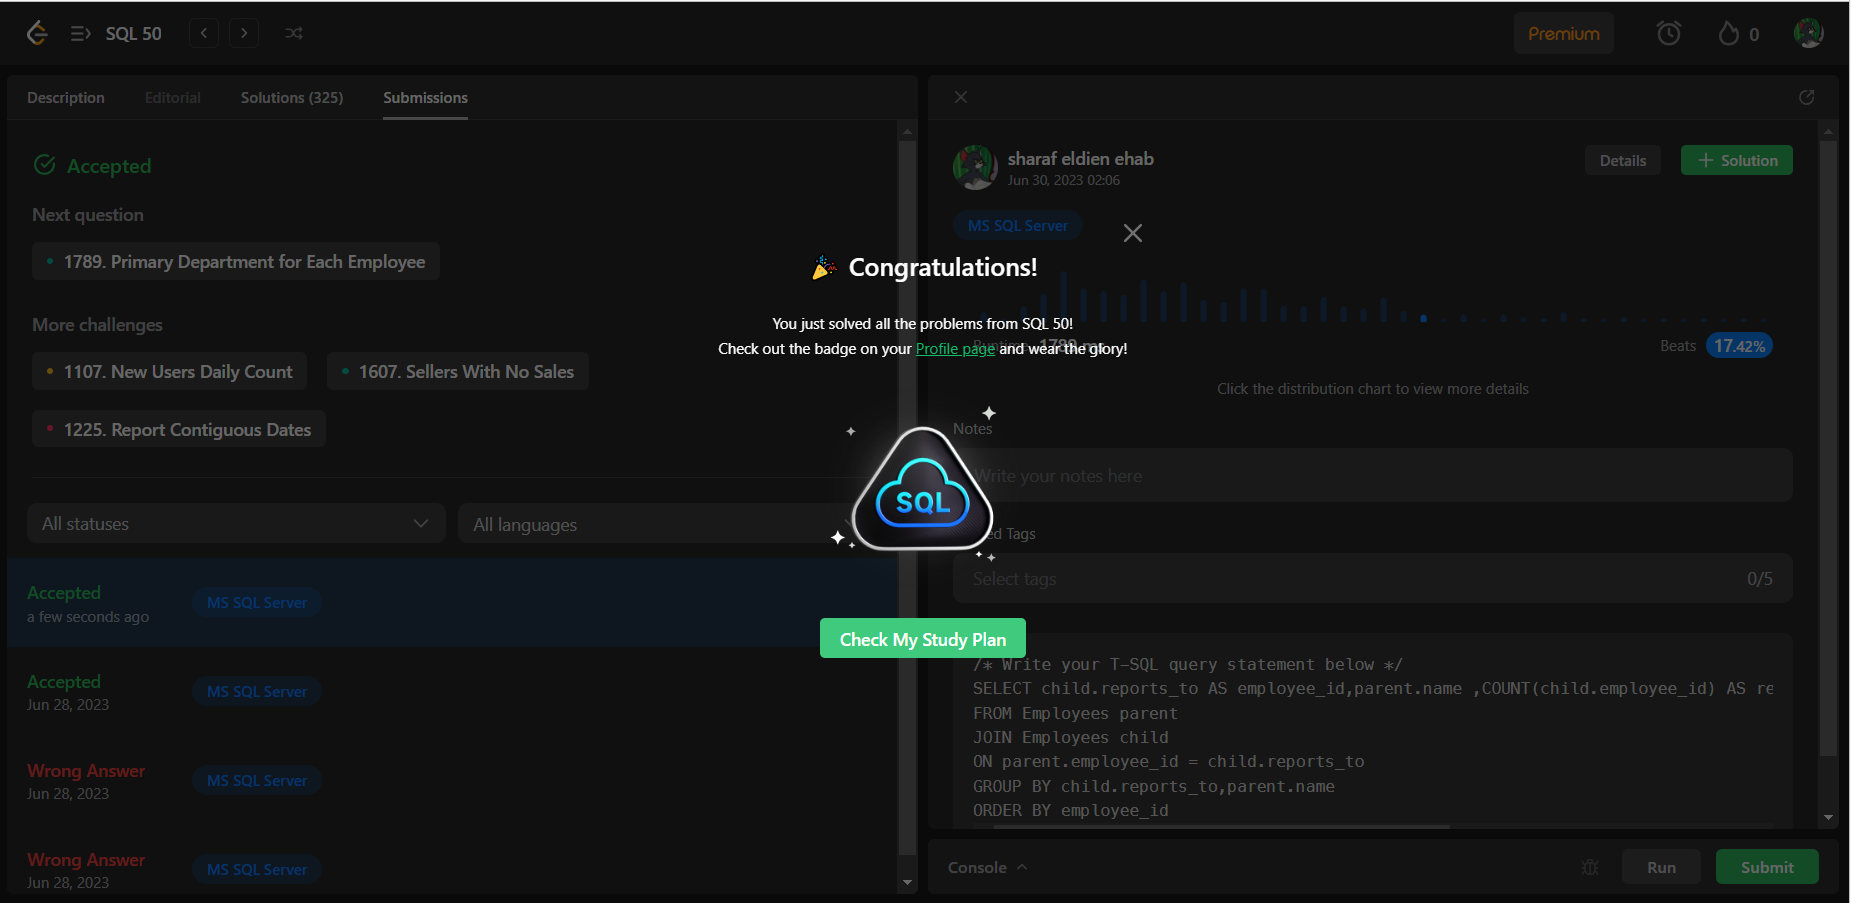 SQL 50
Premium
0
Description
Editorial
Solutions (325)
Submissions
Accepted
Next question
1789. Primary Department for Each Employee
More challenges
1107. New Users Daily Count
1607. Sellers With No Sales
1225. Report Contiguous Dates
All statuses
All languages
Accepted
a few seconds ago
MS SQL Server
Accepted
Jun 28, 2023
MS SQL Server
Wrong Answer
Jun 28, 2023
MS SQL Server
Wrong Answer
Jun 28, 2023
MS SQL Server
Congratulations!
You just solved all the problems from SQL 50!
Check out the badge on your Profile page and wear the glory!
SQL
Check My Study Plan
sharaf eldien ehab
Jun 30, 2023 02:06
Details
+ Solution
MS SQL Server
Runtime 1789 ms
Beats 17.42%
Click the distribution chart to view more details
Notes
Write your notes here
ed Tags
Select tags
0/5
/* Write your T-SQL query statement below */
SELECT child.reports_to AS employee_id,parent.name ,COUNT(child.employee_id) AS re
FROM Employees parent
JOIN Employees child
ON parent.employee_id = child.reports_to
GROUP BY child.reports_to,parent.name
ORDER BY employee_id
Console
Run
Submit